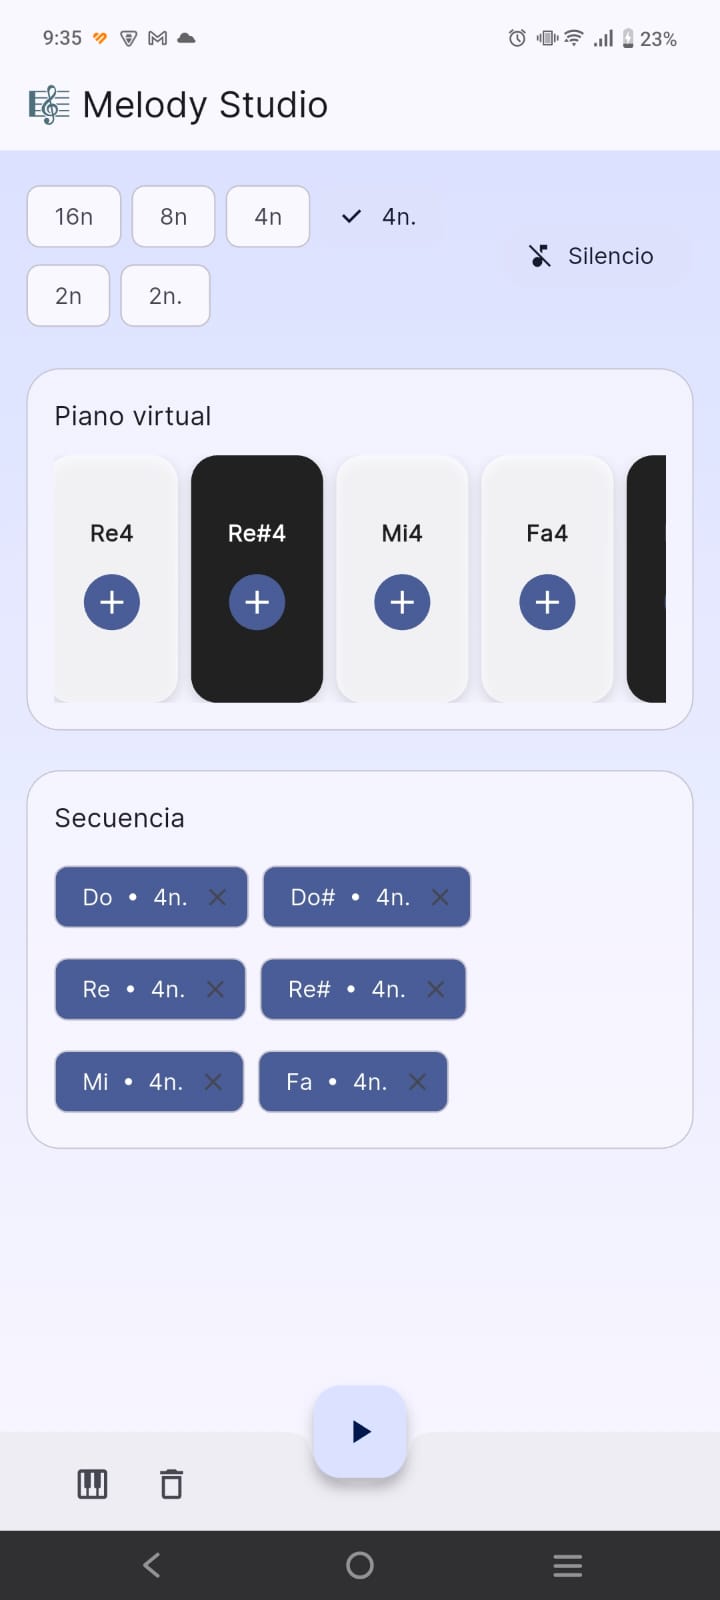 9:35 23%
Melody Studio
16n 8n 4n 4n.
Silencio
2n 2n.
Piano virtual
Re4 Re#4 Mi4 Fa4
Secuencia
Do • 4n. Do# • 4n.
Re • 4n. Re# • 4n.
Mi • 4n. Fa • 4n.